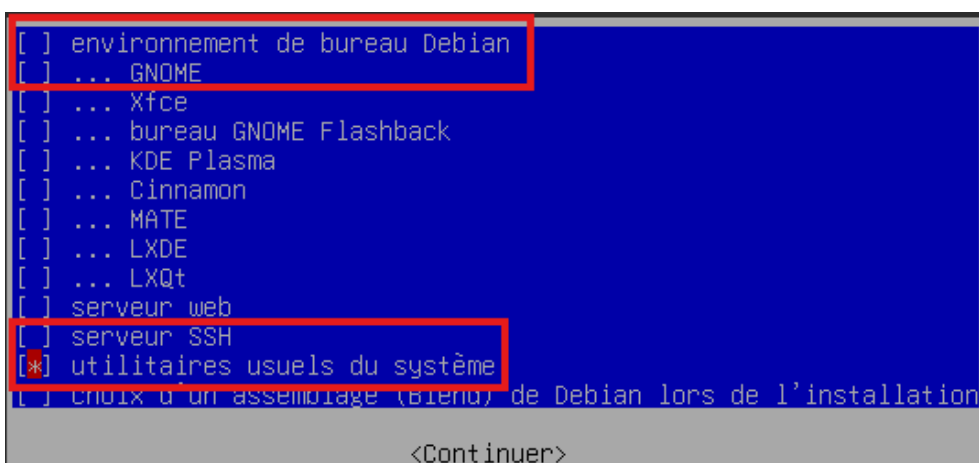 [ ] environnement de bureau Debian
[ ] ... GNOME
[ ] ... Xfce
[ ] ... bureau GNOME Flashback
[ ] ... KDE Plasma
[ ] ... Cinnamon
[ ] ... MATE
[ ] ... LXDE
[ ] ... LXQt
[ ] serveur web
[ ] serveur SSH
[*] utilitaires usuels du système
[ ] choix d'un assemblage (Blend) de Debian lors de l'installation
<Continuer>